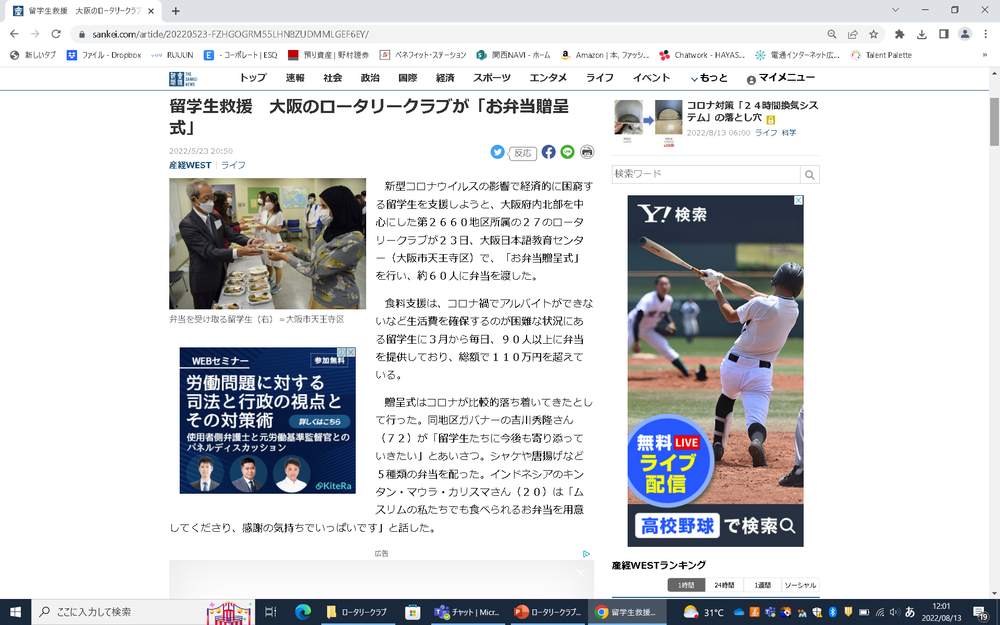 留学生救援　大阪のロータリークラブ
sankei.com/article/20220523-FZHGOGRM55LHNBZUDMMLGEF6EY/
新しいタブ
ファイル - Dropbox
RUUUN
- コーポレート | ESQ
預り資産 | 野村證券
ベネフィット・ステーション
関西NAVI - ホーム
Amazon | 本, ファッシ...
Chatwork - HAYAS...
電通インターネット広...
Talent Palette
»
産経新聞
THE SANKEI NEWS
トップ
速報
社会
政治
国際
経済
スポーツ
エンタメ
ライフ
イベント
もっと
マイメニュー
留学生救援　大阪のロータリークラブが「お弁当贈呈
式」
2022/5/23 20:50
産経WEST
ライフ
反応
LINE
弁当を受け取る留学生（右）＝大阪市天王寺区
新型コロナウイルスの影響で経済的に困窮す
る留学生を支援しようと、大阪府内北部を中
心にした第２６６０地区所属の２７のロータ
リークラブが２３日、大阪日本語教育センタ
ー（大阪市天王寺区）で、「お弁当贈呈式」
を行い、約６０人に弁当を渡した。
食料支援は、コロナ禍でアルバイトができな
いなど生活費を確保するのが困難な状況にあ
る留学生に３月から毎日、９０人以上に弁当
を提供しており、総額で１１０万円を超えて
いる。
贈呈式はコロナが比較的落ち着いてきたとし
て行った。同地区ガバナーの吉川秀隆さん
（７２）が「留学生たちに今後も寄り添って
いきたい」とあいさつ。シャケや唐揚げなど
５種類の弁当を配った。インドネシアのキン
タン・マウラ・カリスマさん（２０）は「ム
スリムの私たちでも食べられるお弁当を用意
してくださり、感謝の気持ちでいっぱいです」と話した。
WEBセミナー
参加無料
労働問題に対する
司法と行政の視点と
その対策術
詳しくはこちら
使用者側弁護士と元労働基準監督官との
パネルディスカッション
KiteRa
広告
コロナ対策「２４時間換気シス
テム」の落とし穴
2022/8/13 06:00
ライフ 科学
検索ワード
Y! 検索
無料 LIVE
ライブ
配信
高校野球 で検索
産経WESTランキング
1時間
24時間
1週間
ソーシャル
ここに入力して検索
ロータリークラブ
チャット | Micr...
ロータリークラブ...
留学生救援...
31°C
あ
12:01
2022/08/13
19